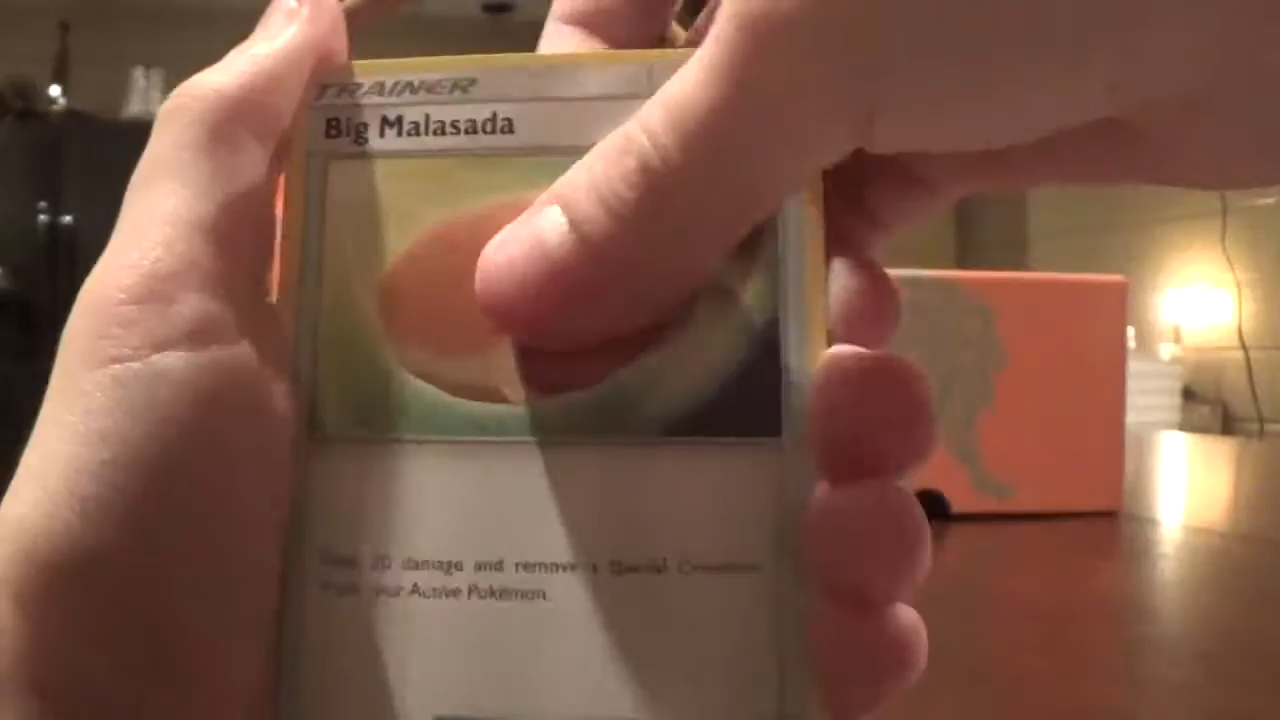 TRAINER
Big Malasada
20 damage and remove a Special Condition
your Active Pokémon.